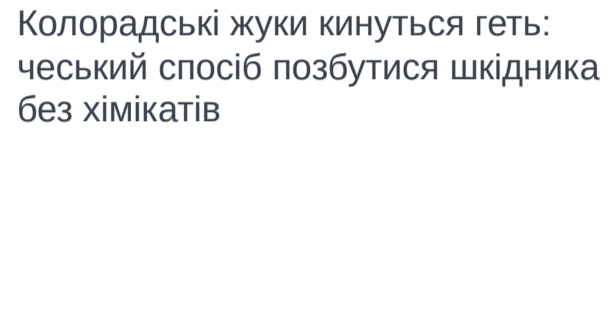 Колорадські жуки кинуться геть:
чеський спосіб позбутися шкідника
без хімікатів